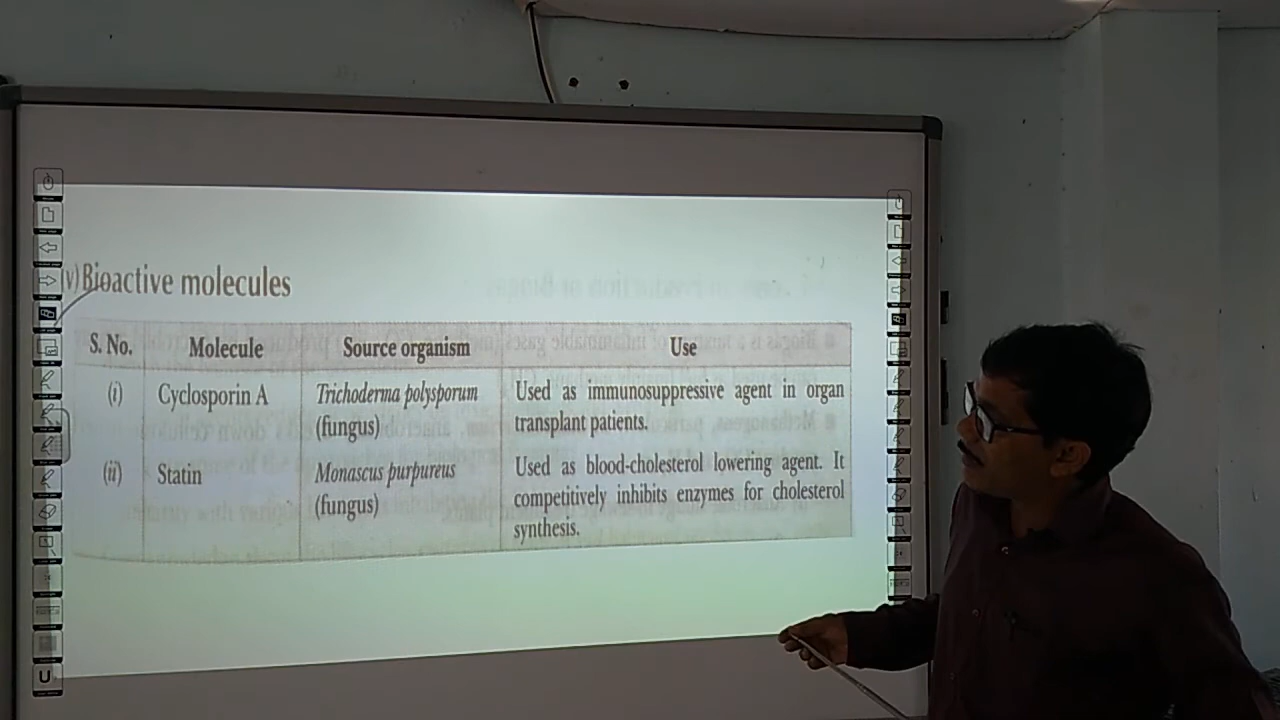 (v) Bioactive molecules
S. No. Molecule Source organism Use
(i) Cyclosporin A Trichoderma polysporum (fungus) Used as immunosuppressive agent in organ transplant patients.
(ii) Statin Monascus purpureus (fungus) Used as blood-cholesterol lowering agent. It competitively inhibits enzymes for cholesterol synthesis.
U